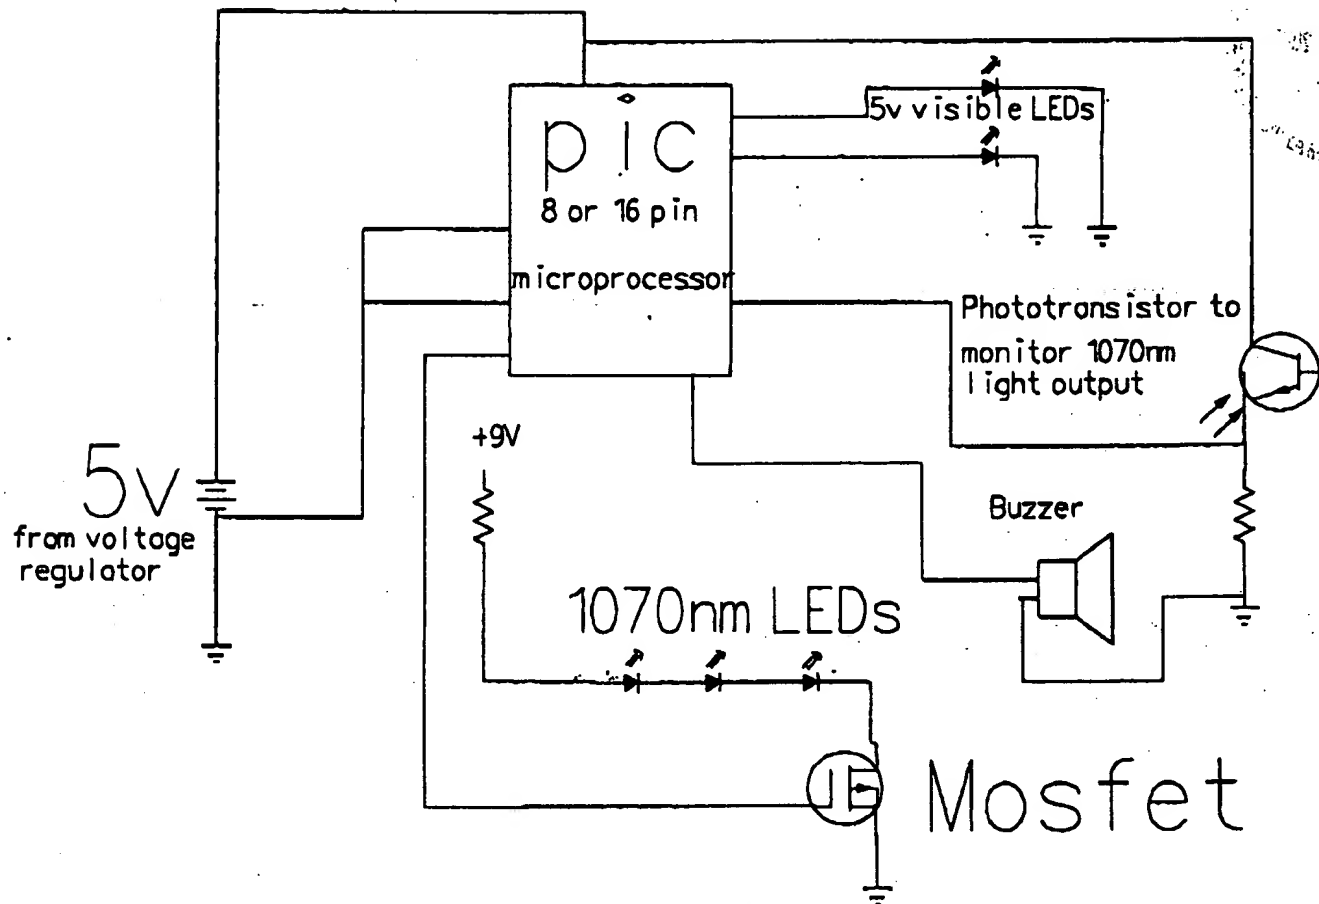 pic
8 or 16 pin
microprocessor
5v visible LEDs
Phototransistor to
monitor 1070nm
light output
+9V
5v
from voltage
regulator
Buzzer
1070nm LEDs
Mosfet